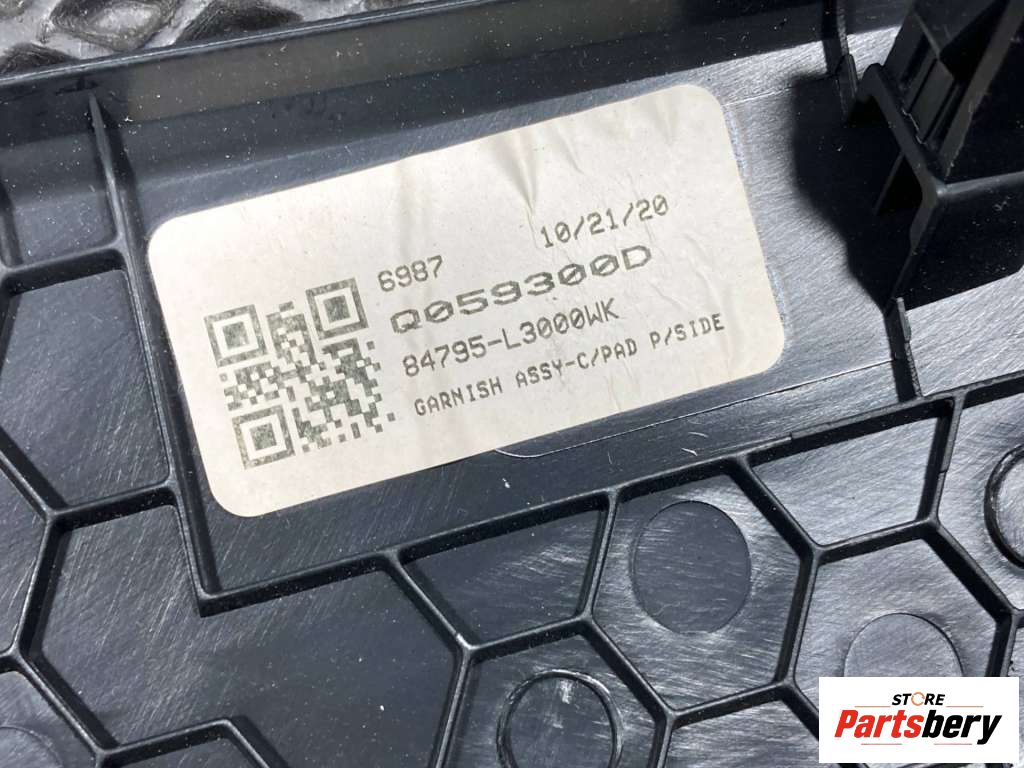 10/21/20
6987
Q059300D
84795-L3000WK
GARNISH ASSY-C/PAD P/SIDE
STORE
Partsbery